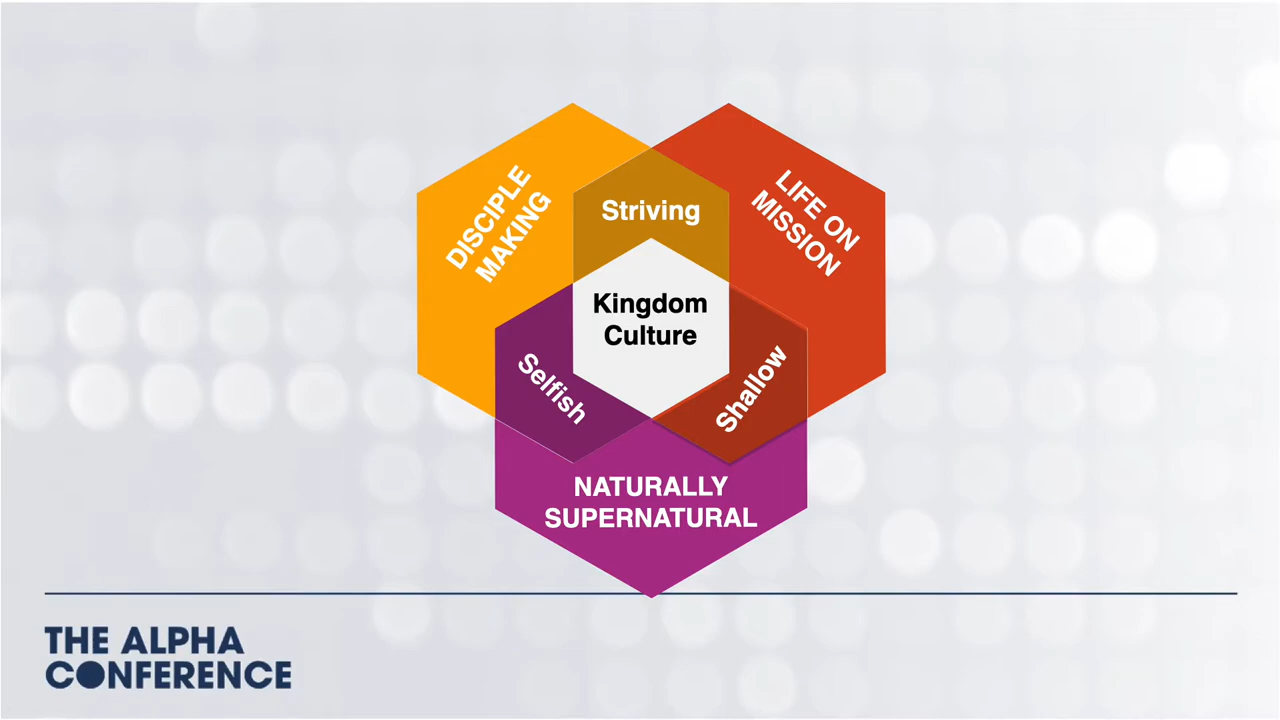 DISCIPLE
MAKING
LIFE ON
MISSION
Striving
Kingdom
Culture
Selfish
Shallow
NATURALLY
SUPERNATURAL
THE ALPHA
CONFERENCE